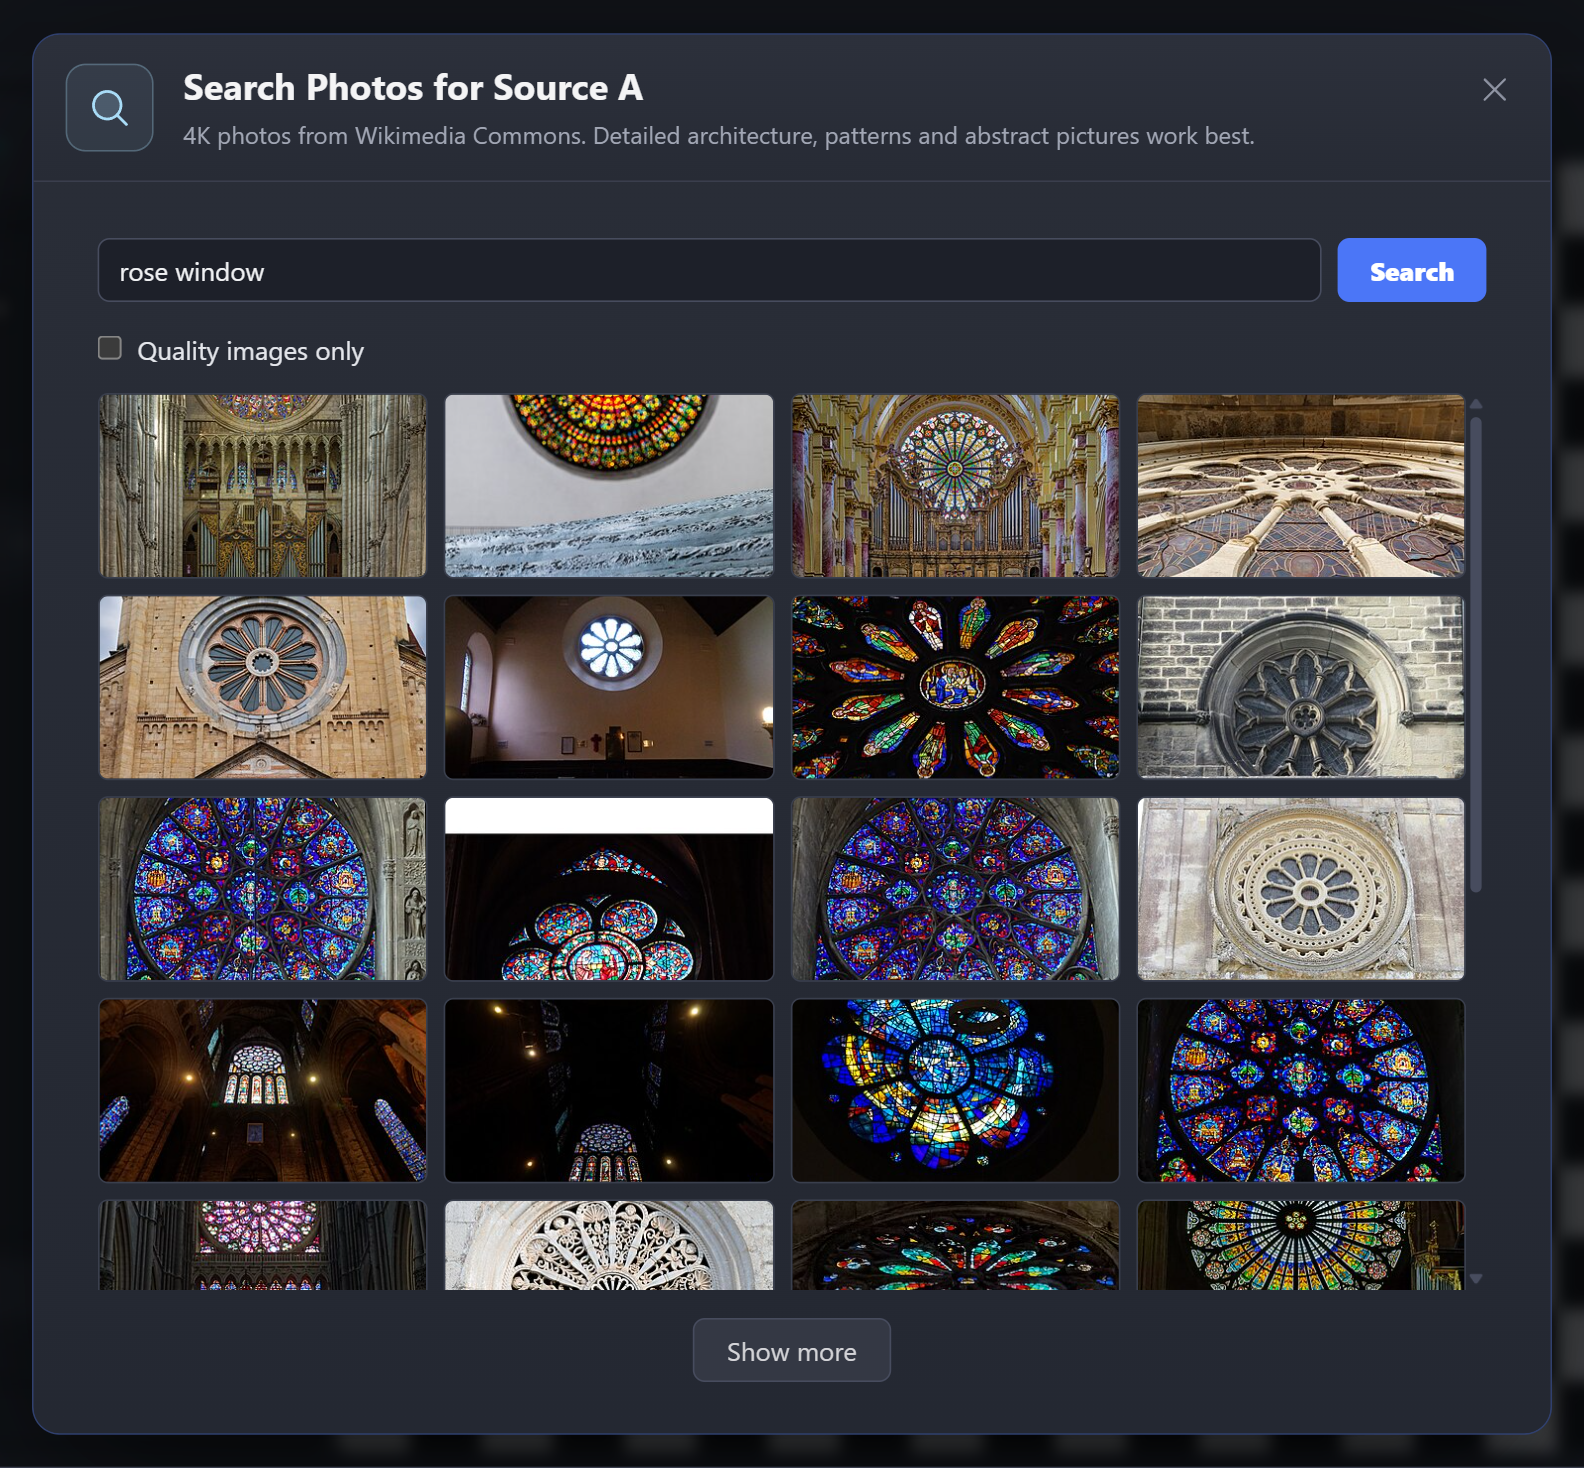 Search Photos for Source A
4K photos from Wikimedia Commons. Detailed architecture, patterns and abstract pictures work best.
rose window
Search
Quality images only
Show more